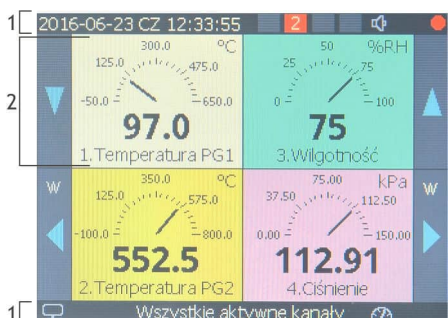 1
2016-06-23 CZ 12:33:55 2
2
300.0 °C
125.0 475.0
-50.0 650.0
97.0
1.Temperatura PG1
50 %RH
25 75
0 100
75
3.Wilgotność
W
350.0 °C
125.0 575.0
-100.0 800.0
552.5
2.Temperatura PG2
75.00 kPa
37.50 112.50
0.00 150.00
112.91
4.Ciśnienie
W
1
Wszystkie aktywne kanały